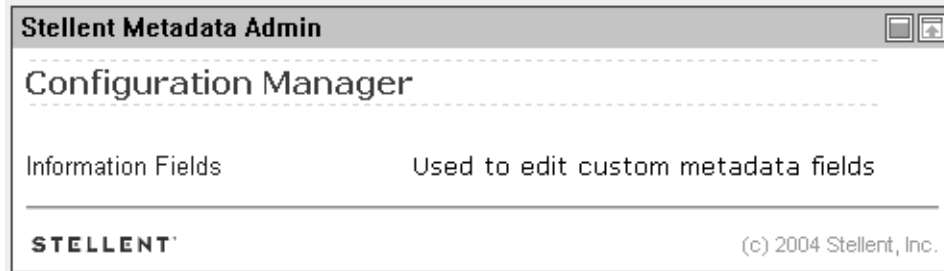 Stellent Metadata Admin
Configuration Manager
Information Fields Used to edit custom metadata fields
STELLENT (c) 2004 Stellent, Inc.